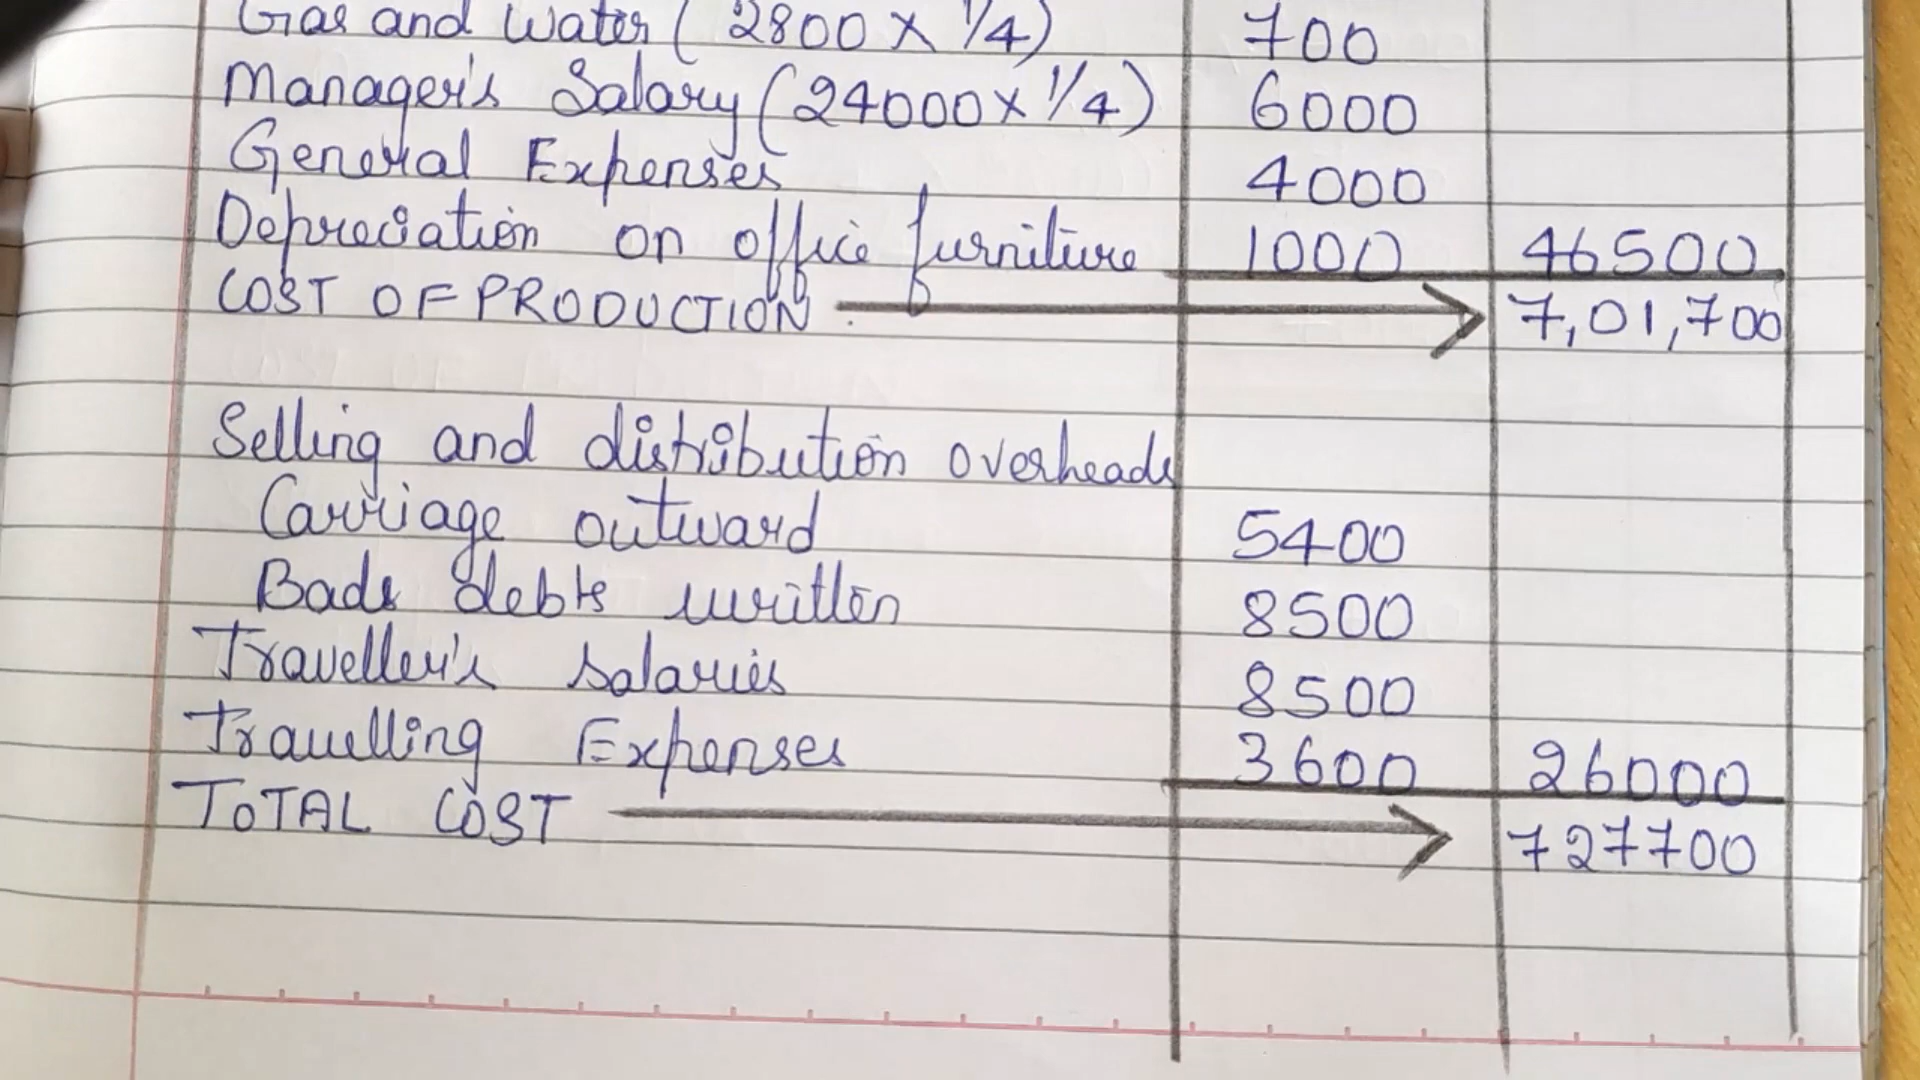 Gas and Water ( 2800 × 1/4) 700
Manager's Salary (24000 × 1/4) 6000
General Expenses 4000
Depreciation on office furniture 1000 46500
COST OF PRODUCTION 7,01,700
Selling and distribution overheads
Carriage outward 5400
Bads debts written 8500
Traveller's salaries 8500
Travelling Expenses 3600 26000
TOTAL COST 727700